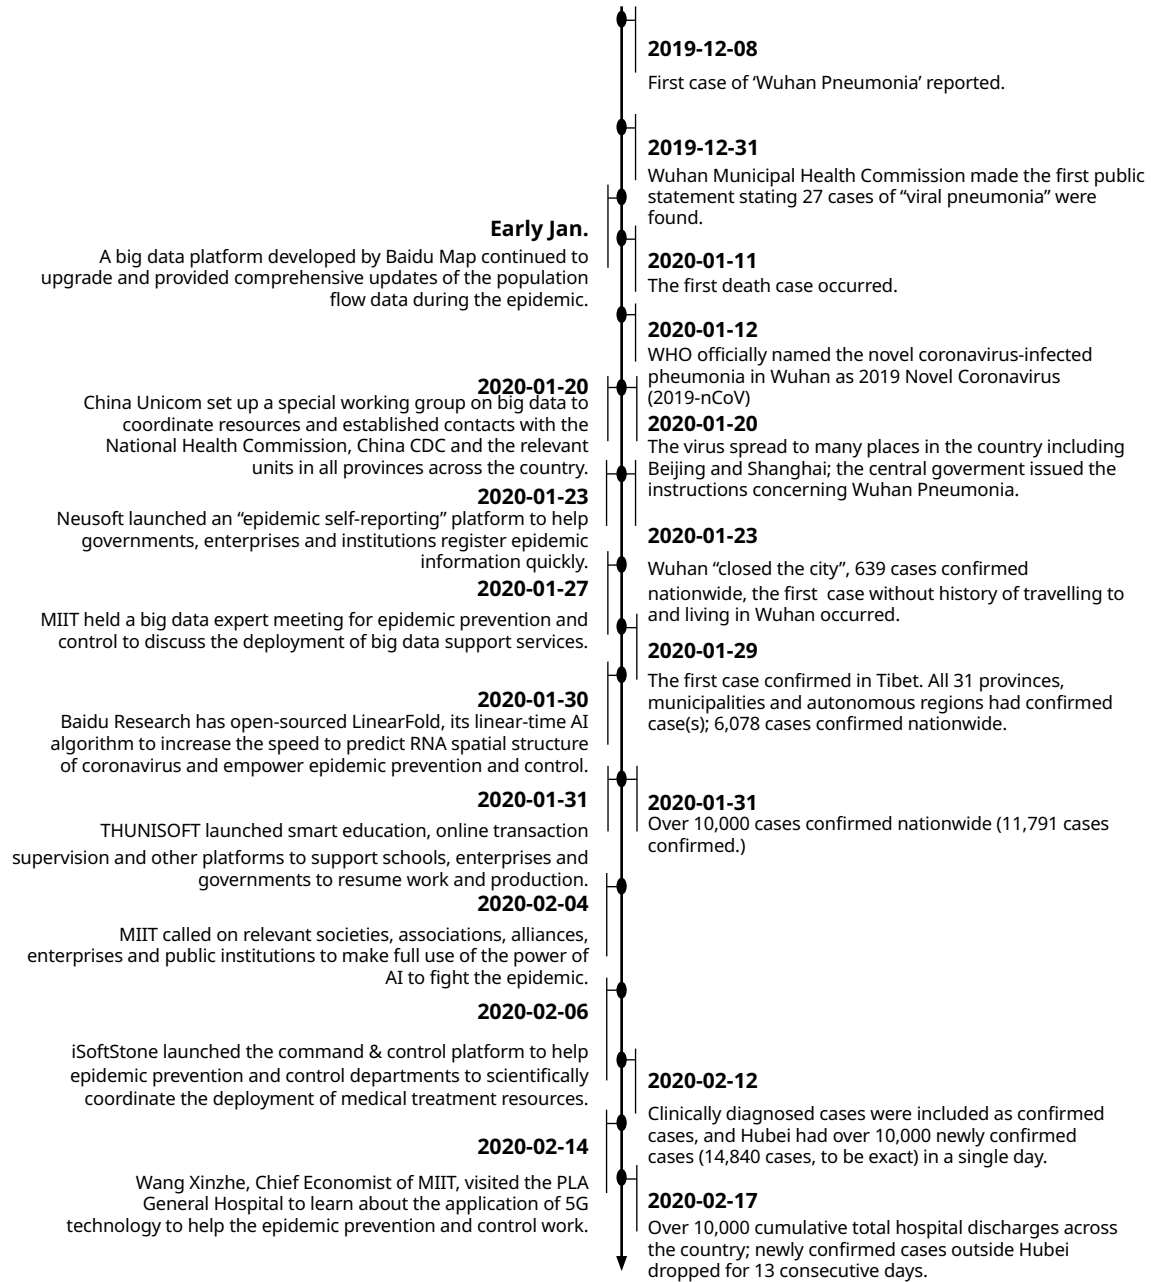 2019-12-08
First case of ‘Wuhan Pneumonia’ reported.
2019-12-31
Wuhan Municipal Health Commission made the first public
statement stating 27 cases of “viral pneumonia” were
found.
Early Jan.
A big data platform developed by Baidu Map continued to
upgrade and provided comprehensive updates of the population
flow data during the epidemic.
2020-01-11
The first death case occurred.
2020-01-12
WHO officially named the novel coronavirus-infected
pheumonia in Wuhan as 2019 Novel Coronavirus
(2019-nCoV)
2020-01-20
China Unicom set up a special working group on big data to
coordinate resources and established contacts with the
National Health Commission, China CDC and the relevant
units in all provinces across the country.
2020-01-20
The virus spread to many places in the country including
Beijing and Shanghai; the central goverment issued the
instructions concerning Wuhan Pneumonia.
2020-01-23
Neusoft launched an “epidemic self-reporting” platform to help
governments, enterprises and institutions register epidemic
information quickly.
2020-01-23
Wuhan “closed the city”, 639 cases confirmed
nationwide, the first  case without history of travelling to
and living in Wuhan occurred.
2020-01-27
MIIT held a big data expert meeting for epidemic prevention and
control to discuss the deployment of big data support services.
2020-01-29
The first case confirmed in Tibet. All 31 provinces,
municipalities and autonomous regions had confirmed
case(s); 6,078 cases confirmed nationwide.
2020-01-30
Baidu Research has open-sourced LinearFold, its linear-time AI
algorithm to increase the speed to predict RNA spatial structure
of coronavirus and empower epidemic prevention and control.
2020-01-31
THUNISOFT launched smart education, online transaction
supervision and other platforms to support schools, enterprises and
governments to resume work and production.
2020-01-31
Over 10,000 cases confirmed nationwide (11,791 cases
confirmed.)
2020-02-04
MIIT called on relevant societies, associations, alliances,
enterprises and public institutions to make full use of the power of
AI to fight the epidemic.
2020-02-06
iSoftStone launched the command & control platform to help
epidemic prevention and control departments to scientifically
coordinate the deployment of medical treatment resources.
2020-02-12
Clinically diagnosed cases were included as confirmed
cases, and Hubei had over 10,000 newly confirmed
cases (14,840 cases, to be exact) in a single day.
2020-02-14
Wang Xinzhe, Chief Economist of MIIT, visited the PLA
General Hospital to learn about the application of 5G
technology to help the epidemic prevention and control work.
2020-02-17
Over 10,000 cumulative total hospital discharges across
the country; newly confirmed cases outside Hubei
dropped for 13 consecutive days.